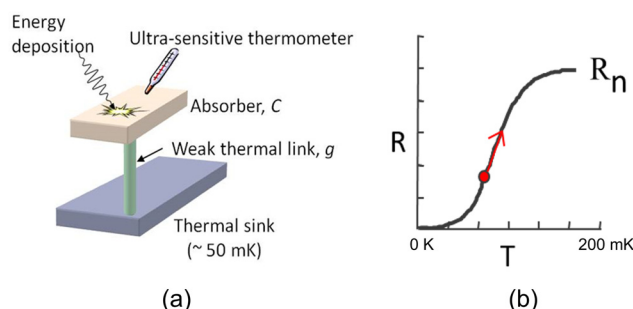 Energy
deposition
Ultra-sensitive thermometer
Absorber, C
Weak thermal link, g
Thermal sink
(~ 50 mK)
(a)
R
Rn
0 K
200 mK
T
(b)